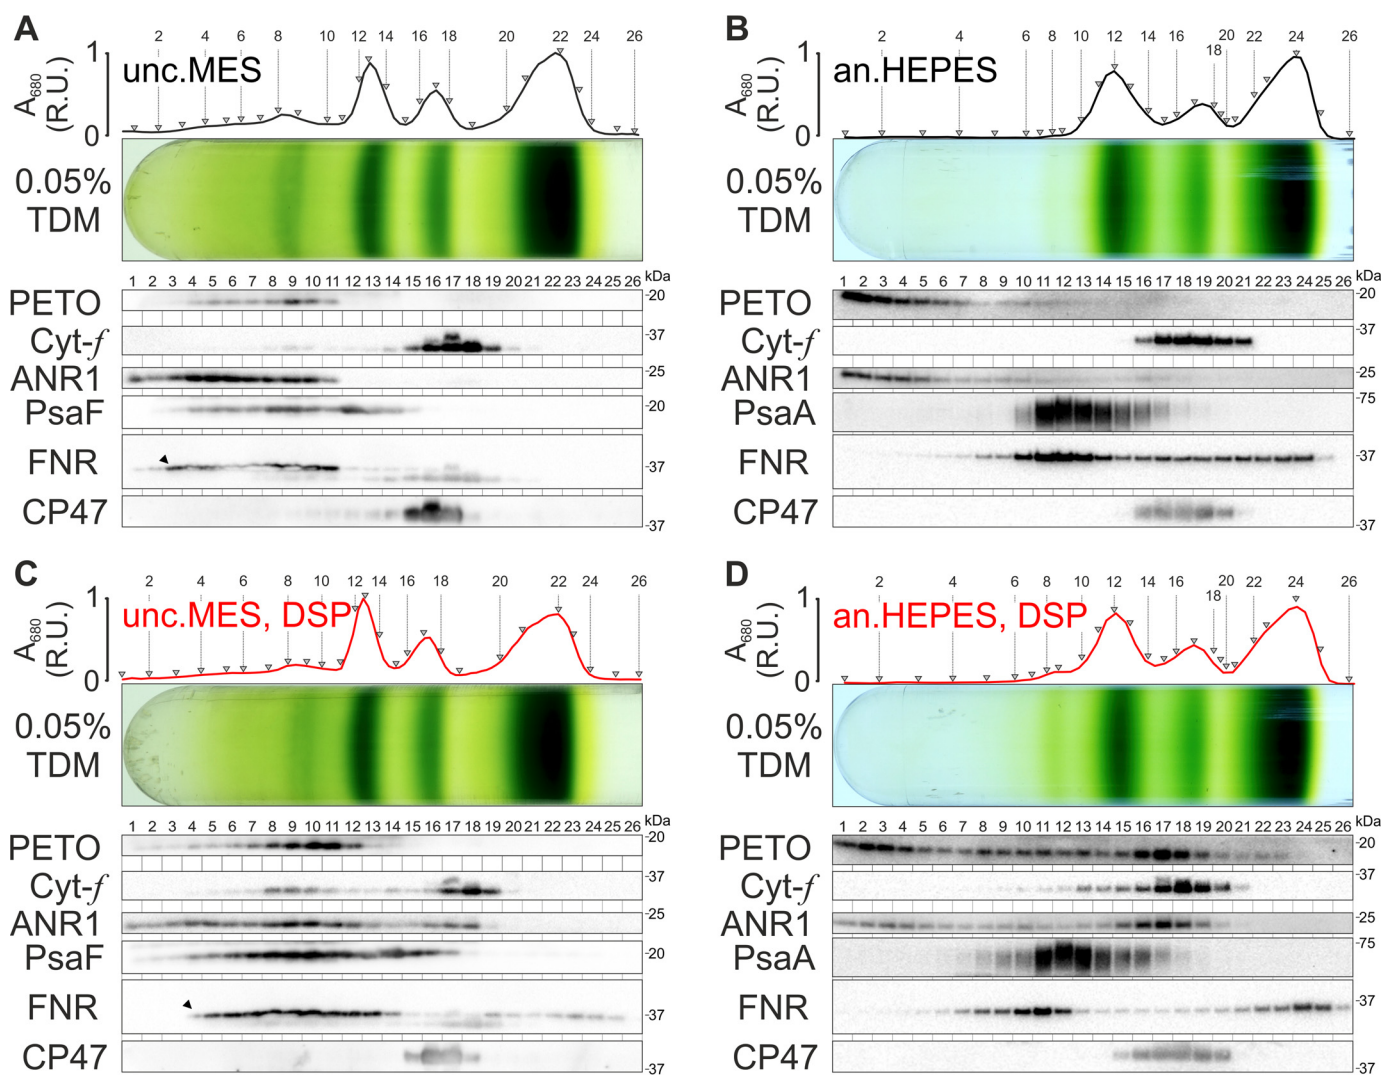 A
2 4 6 8 10 12 14 16 18 20 22 24 26
1
unc.MES
A680
(R.U.)
0
0.05%
TDM
1 2 3 4 5 6 7 8 9 10 11 12 13 14 15 16 17 18 19 20 21 22 23 24 25 26 kDa
PETO -20
Cyt-f -37
ANR1 -25
PsaF -20
FNR -37
CP47 -37
B
2 4 6 8 10 12 14 16 18 20 22 24 26
1
an.HEPES
A680
(R.U.)
0
0.05%
TDM
1 2 3 4 5 6 7 8 9 10 11 12 13 14 15 16 17 18 19 20 21 22 23 24 25 26 kDa
PETO -20
Cyt-f -37
ANR1 -25
PsaA -75
FNR -37
CP47 -37
C
2 4 6 8 10 12 14 16 18 20 22 24 26
1
unc.MES, DSP
A680
(R.U.)
0
0.05%
TDM
1 2 3 4 5 6 7 8 9 10 11 12 13 14 15 16 17 18 19 20 21 22 23 24 25 26 kDa
PETO -20
Cyt-f -37
ANR1 -25
PsaF -20
FNR -37
CP47 -37
D
2 4 6 8 10 12 14 16 18 20 22 24 26
1
an.HEPES, DSP
A680
(R.U.)
0
0.05%
TDM
1 2 3 4 5 6 7 8 9 10 11 12 13 14 15 16 17 18 19 20 21 22 23 24 25 26 kDa
PETO -20
Cyt-f -37
ANR1 -25
PsaA -75
FNR -37
CP47 -37